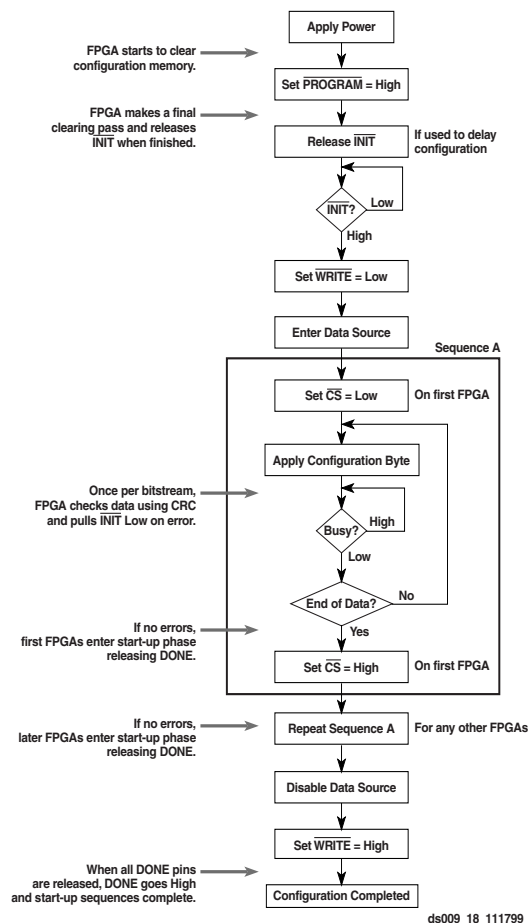 Apply Power
FPGA starts to clear
configuration memory.
Set PROGRAM = High
FPGA makes a final
clearing pass and releases
INIT when finished.
Release INIT
If used to delay
configuration
INIT?
Low
High
Set WRITE = Low
Enter Data Source
Sequence A
Set CS = Low
On first FPGA
Apply Configuration Byte
Once per bitstream,
FPGA checks data using CRC
and pulls INIT Low on error.
Busy?
High
Low
End of Data?
No
Yes
If no errors,
first FPGAs enter start-up phase
releasing DONE.
Set CS = High
On first FPGA
If no errors,
later FPGAs enter start-up phase
releasing DONE.
Repeat Sequence A
For any other FPGAs
Disable Data Source
Set WRITE = High
When all DONE pins
are released, DONE goes High
and start-up sequences complete.
Configuration Completed
ds009_18_111799